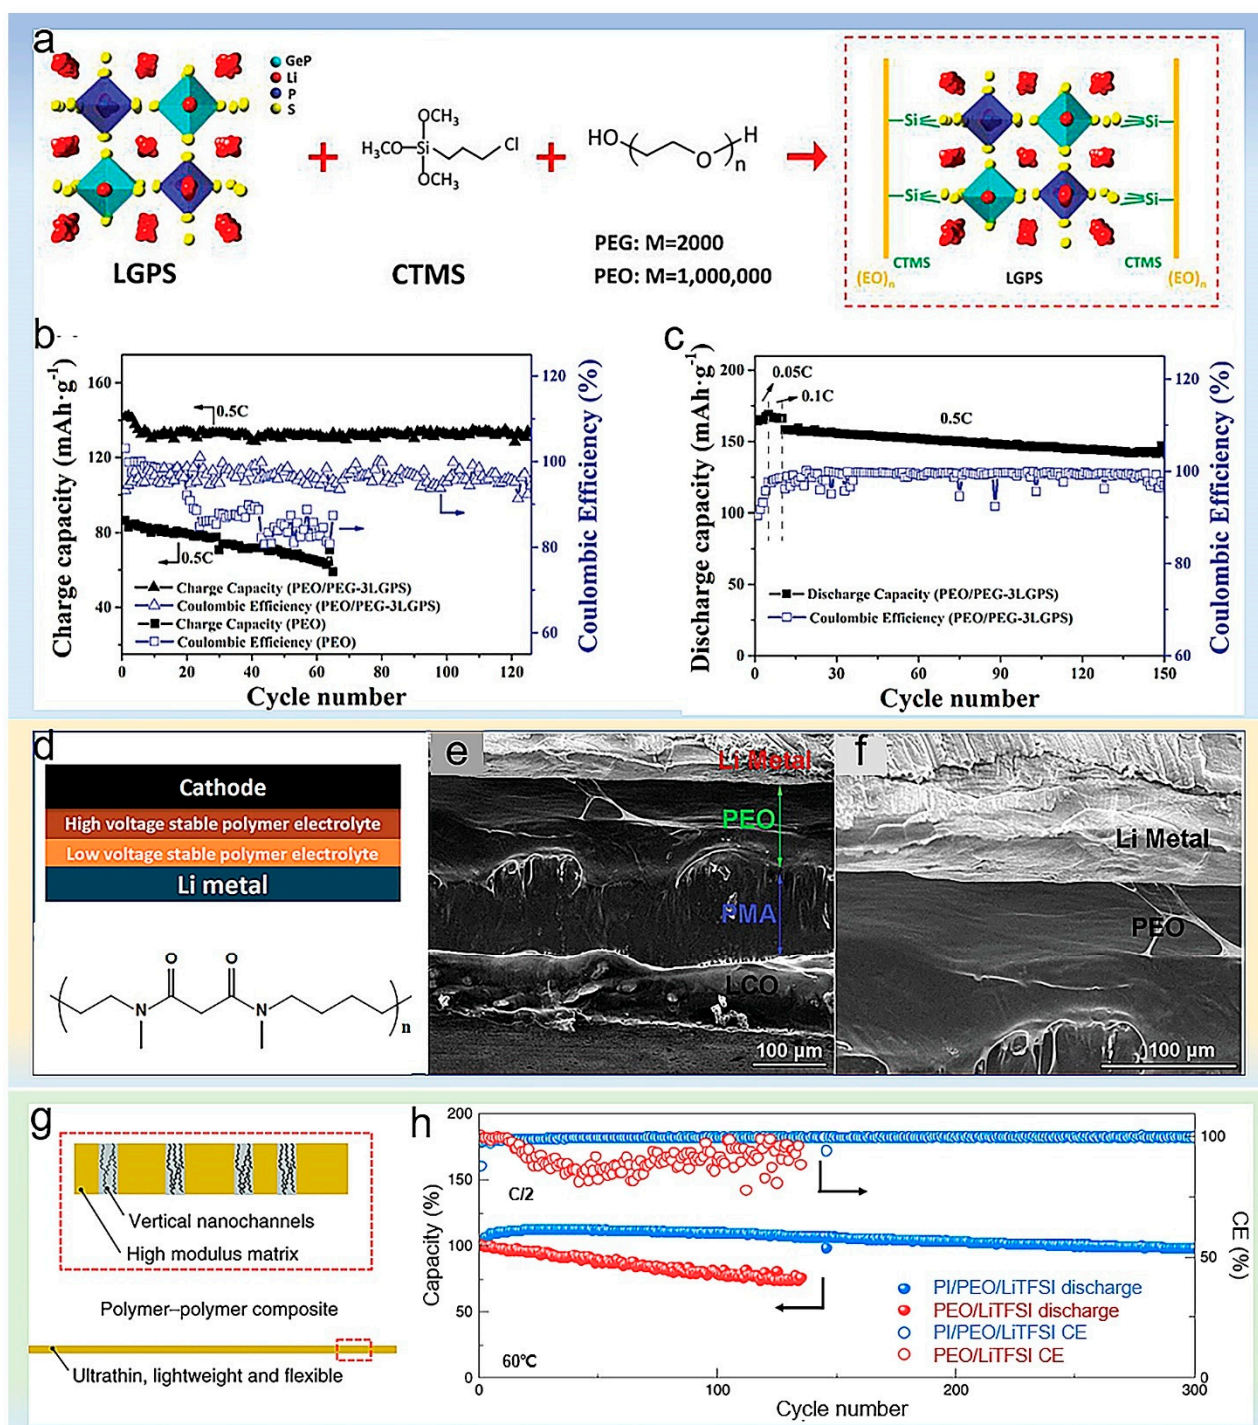 a
GeP
Li
P
S
LGPS
+
OCH₃
H₃CO
Si
Cl
OCH₃
CTMS
+
HO
O
H
n
PEG: M=2000
PEO: M=1,000,000
Si
Si
Si
Si
CTMS
LGPS
CTMS
(EO)ₙ
(EO)ₙ
b
Charge capacity (mAh·g⁻¹)
160
120
80
40
0.5C
0.5C
Charge Capacity (PEO/PEG-3LGPS)
Coulombic Efficiency (PEO/PEG-3LGPS)
Charge Capacity (PEO)
Coulombic Efficiency (PEO)
0 20 40 60 80 100 120
Cycle number
120
100
80
60
Coulombic Efficiency (%)
c
Discharge capacity (mAh·g⁻¹)
200
150
100
75
50
25
0
0.05C
0.1C
0.5C
Discharge Capacity (PEO/PEG-3LGPS)
Coulombic Efficiency (PEO/PEG-3LGPS)
0 30 60 90 120 150
Cycle number
120
100
80
60
Coulombic Efficiency (%)
d
Cathode
High voltage stable polymer electrolyte
Low voltage stable polymer electrolyte
Li metal
O O
N N
n
e
Li Metal
PEO
PMA
LCO
100 µm
f
Li Metal
PEO
100 µm
g
Vertical nanochannels
High modulus matrix
Polymer–polymer composite
Ultrathin, lightweight and flexible
h
Capacity (%)
200
150
100
50
0
C/2
60℃
PI/PEO/LiTFSI discharge
PEO/LiTFSI discharge
PI/PEO/LiTFSI CE
PEO/LiTFSI CE
0 100 200 300
Cycle number
100
50
0
CE (%)